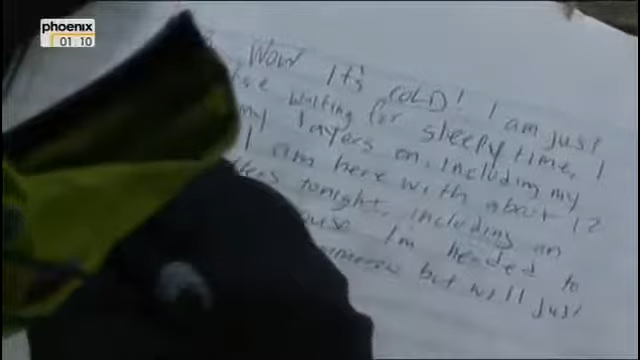 phoenix
01:10
Wow It's COLD! I am just
waiting for sleepy time. I
my layers on, including my
I am here with about 12
tonight, including an
I'm headed to
but will just